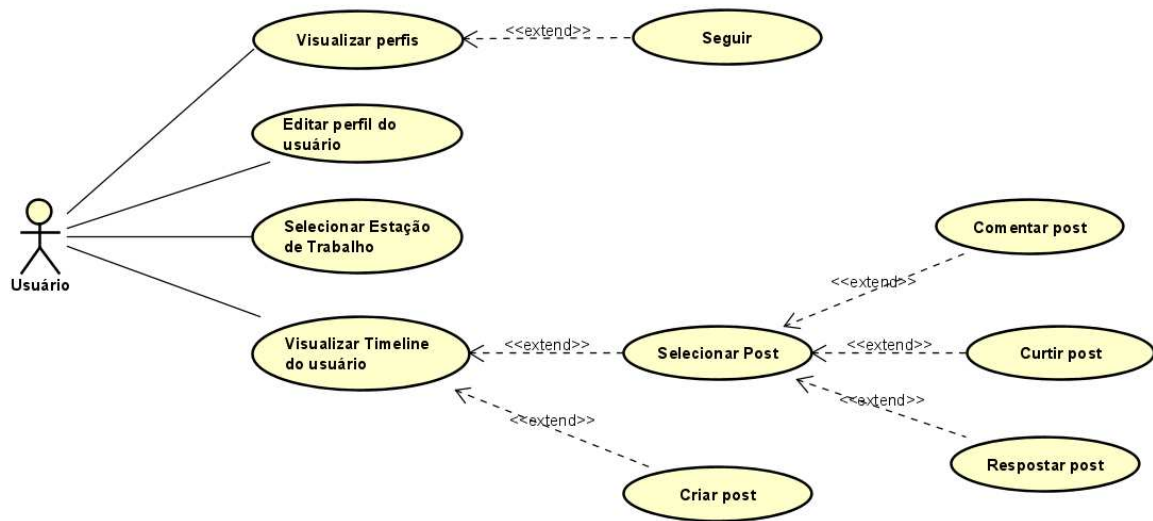 Visualizar perfis
<<extend>>
Seguir
Editar perfil do
usuário
Selecionar Estação
de Trabalho
Usuário
Comentar post
<<extend>>
Visualizar Timeline
do usuário
<<extend>>
Selecionar Post
<<extend>>
Curtir post
<<extend>>
<<extend>>
Respostar post
Criar post